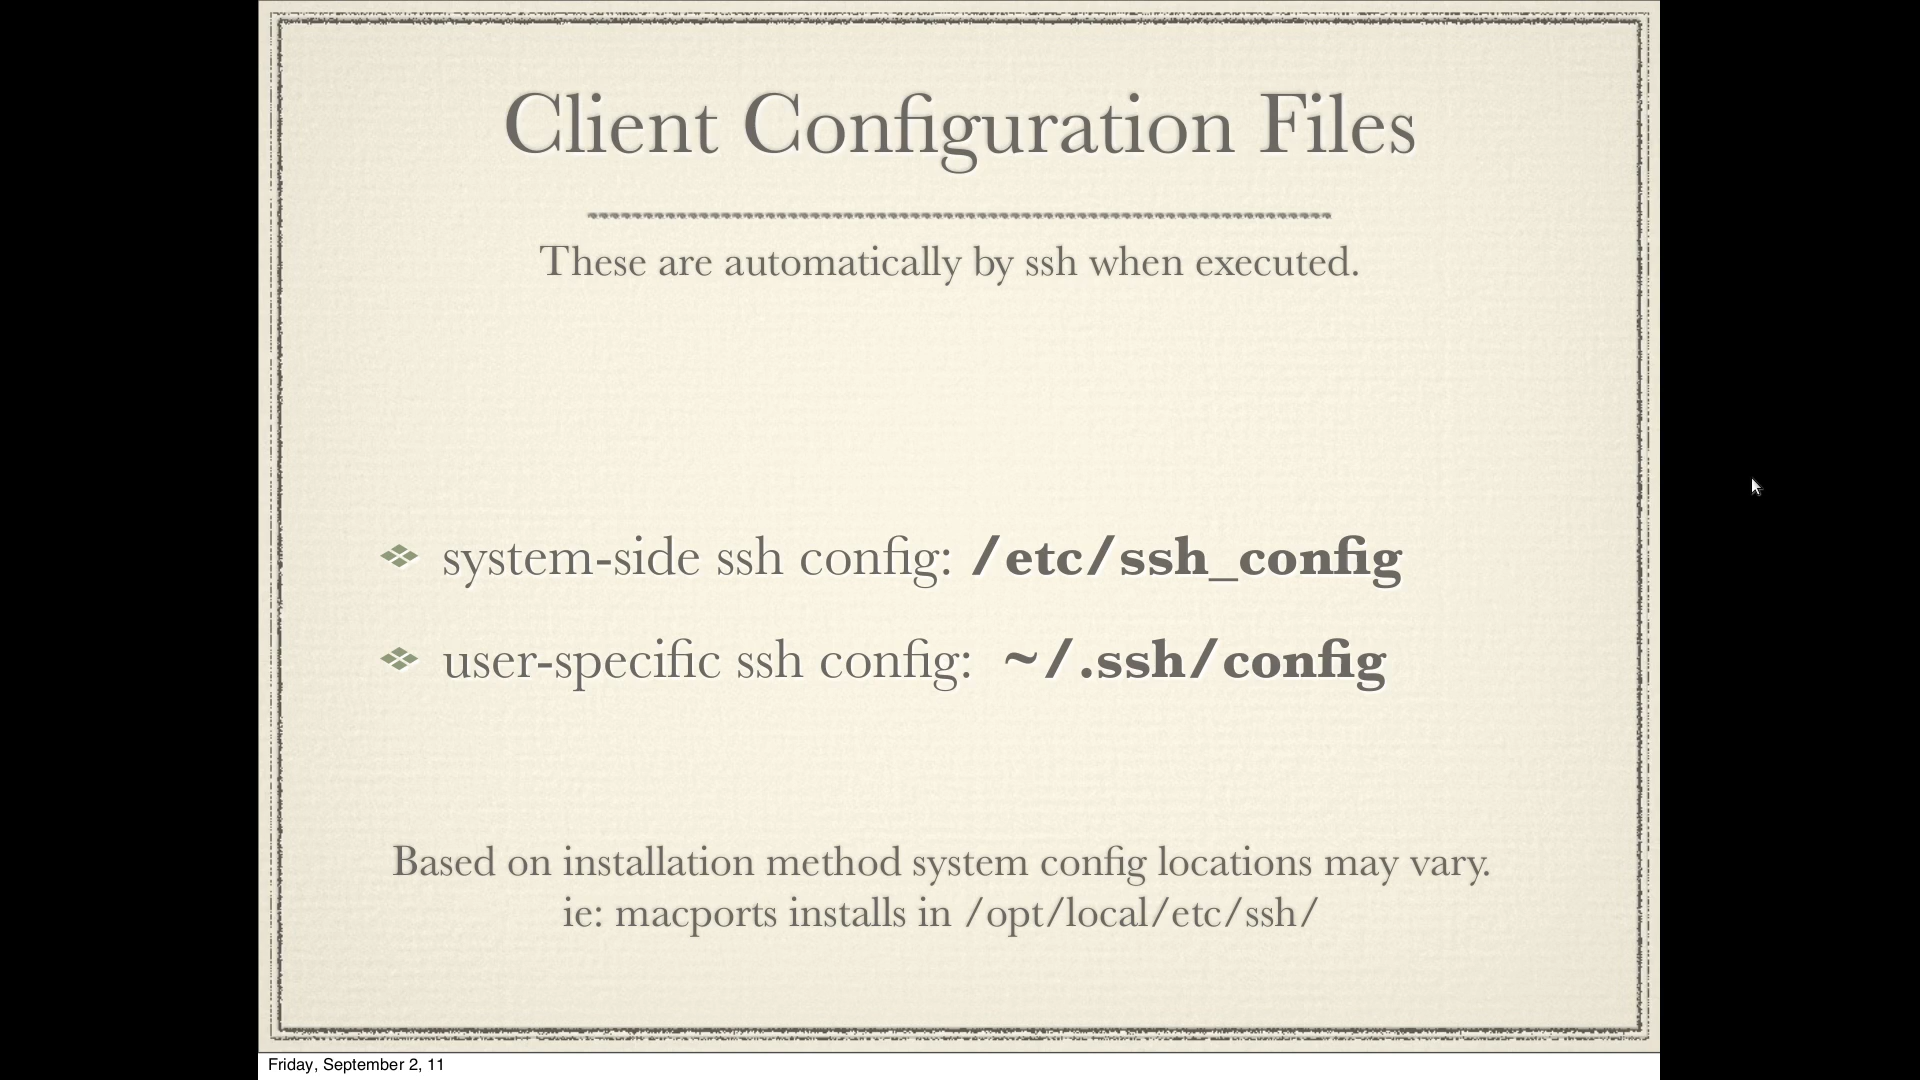 Client Configuration Files
These are automatically by ssh when executed.
system-side ssh config: /etc/ssh_config
user-specific ssh config: ~/.ssh/config
Based on installation method system config locations may vary.
ie: macports installs in /opt/local/etc/ssh/
Friday, September 2, 11